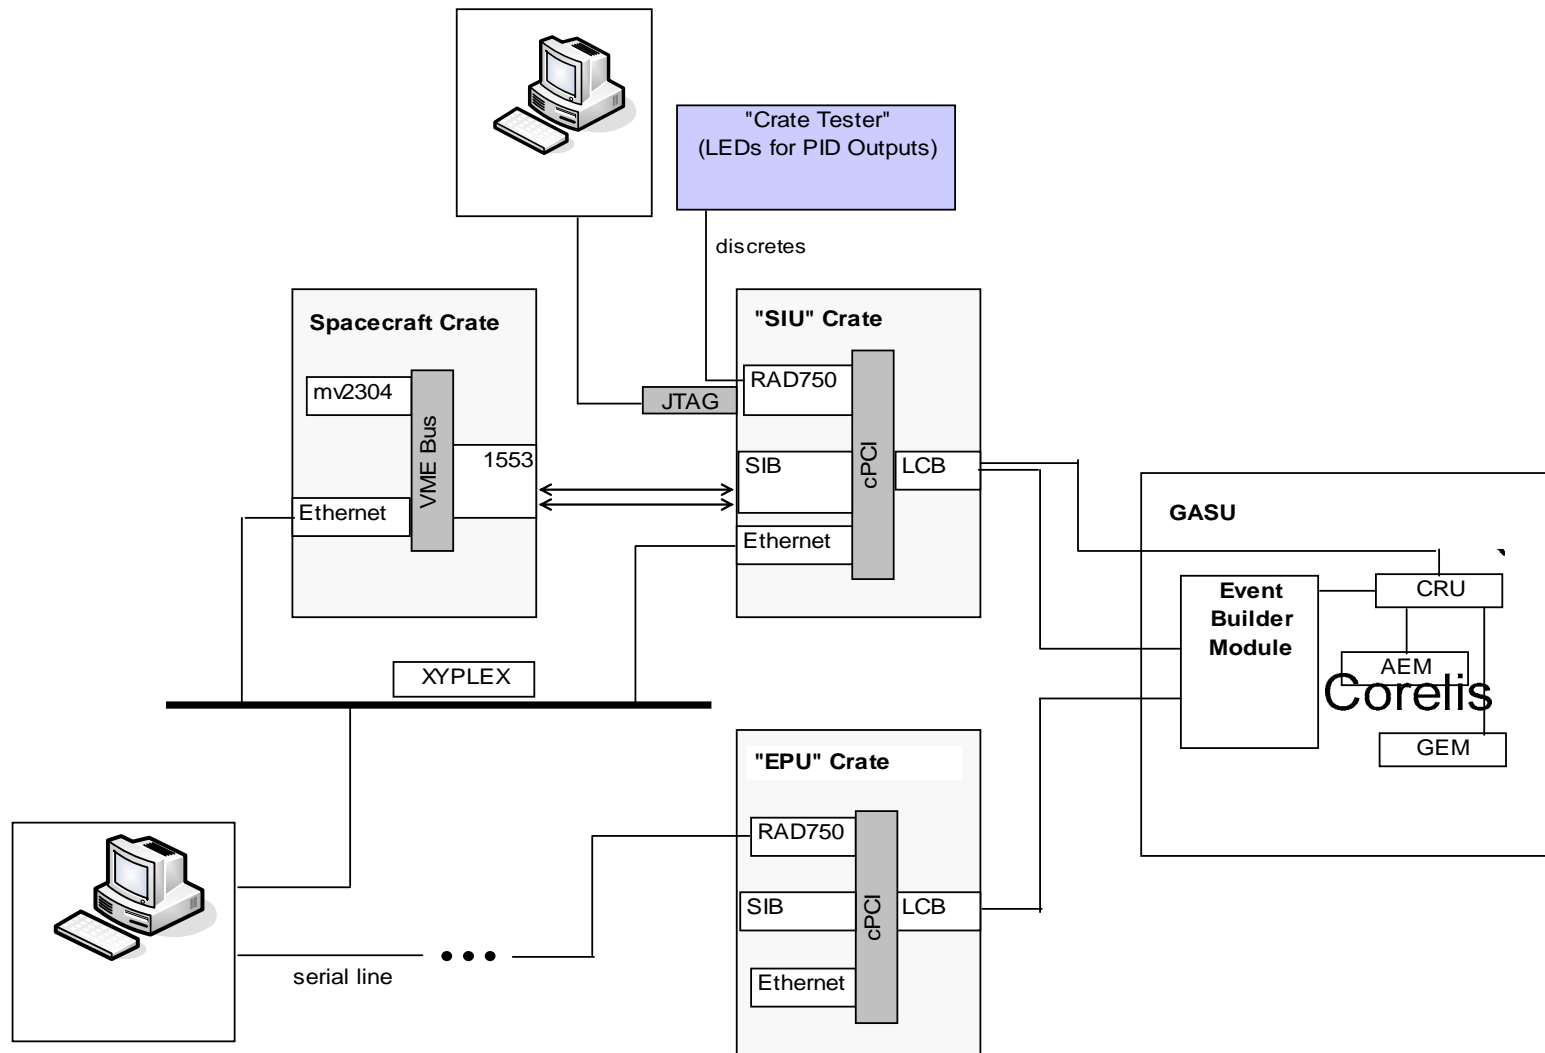 "Crate Tester"
(LEDs for PID Outputs)
discretes
Spacecraft Crate
mv2304
VME Bus
1553
Ethernet
"SIU" Crate
RAD750
JTAG
SIB
cPCI
LCB
Ethernet
GASU
Event
Builder
Module
CRU
AEM
Corelis
GEM
XYPLEX
"EPU" Crate
RAD750
SIB
cPCI
LCB
Ethernet
serial line